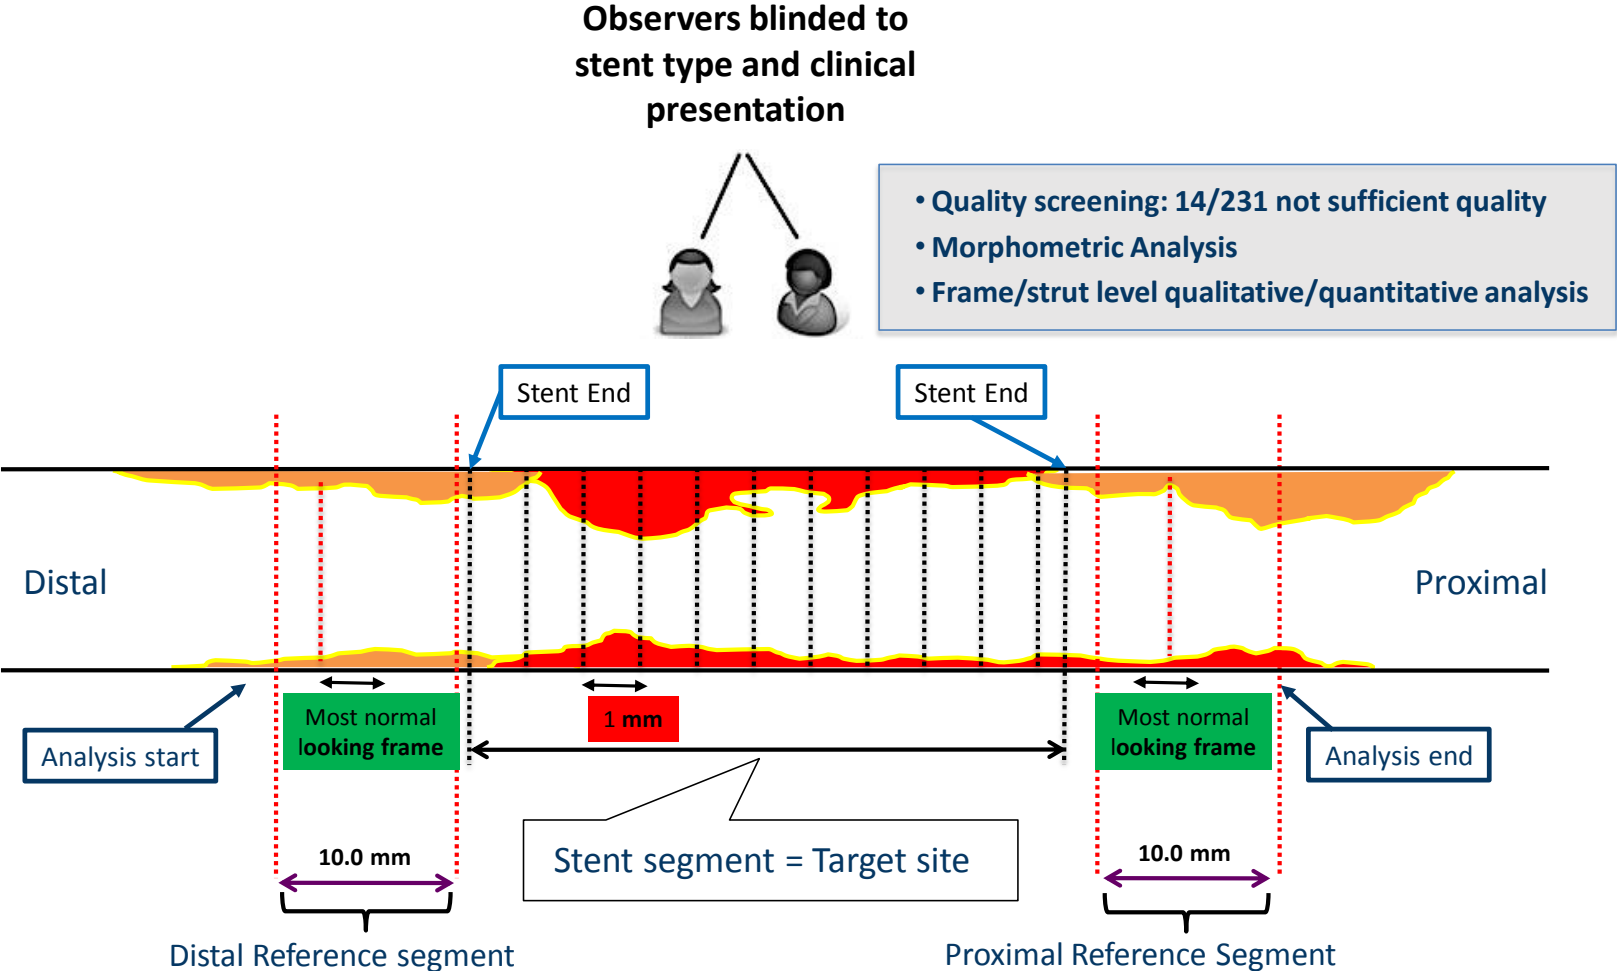 Observers blinded to
stent type and clinical
presentation
• Quality screening: 14/231 not sufficient quality
• Morphometric Analysis
• Frame/strut level qualitative/quantitative analysis
Stent End
Stent End
Distal
Proximal
Most normal
looking frame
1 mm
Most normal
looking frame
Analysis start
Analysis end
Stent segment = Target site
10.0 mm
10.0 mm
Distal Reference segment
Proximal Reference Segment